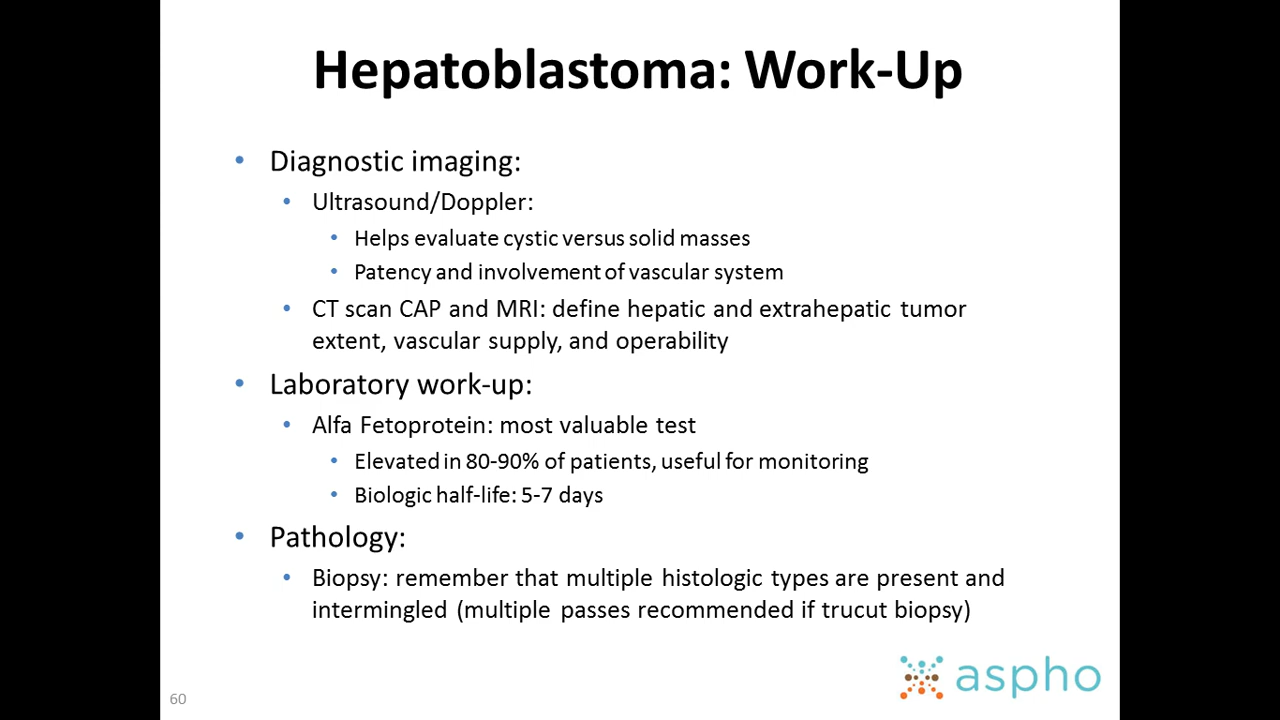 Hepatoblastoma: Work-Up
• Diagnostic imaging:
• Ultrasound/Doppler:
• Helps evaluate cystic versus solid masses
• Patency and involvement of vascular system
• CT scan CAP and MRI: define hepatic and extrahepatic tumor
extent, vascular supply, and operability
• Laboratory work-up:
• Alfa Fetoprotein: most valuable test
• Elevated in 80-90% of patients, useful for monitoring
• Biologic half-life: 5-7 days
• Pathology:
• Biopsy: remember that multiple histologic types are present and
intermingled (multiple passes recommended if trucut biopsy)
60
aspho